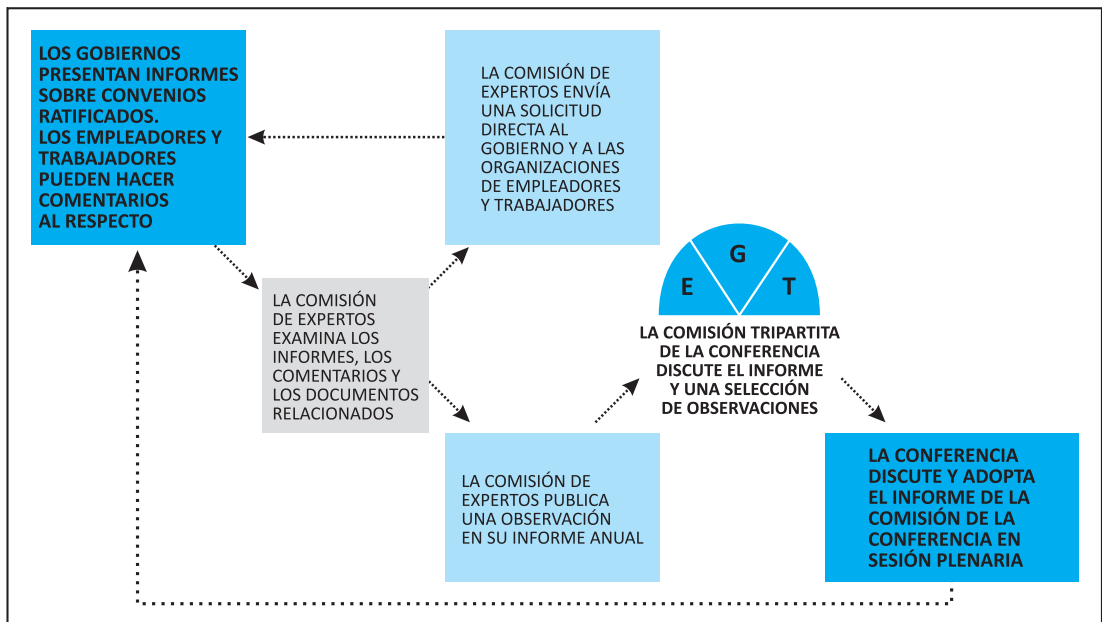 LOS GOBIERNOS
PRESENTAN INFORMES
SOBRE CONVENIOS
RATIFICADOS.
LOS EMPLEADORES Y
TRABAJADORES
PUEDEN HACER
COMENTARIOS
AL RESPECTO
LA COMISIÓN DE
EXPERTOS ENVÍA
UNA SOLICITUD
DIRECTA AL
GOBIERNO Y A LAS
ORGANIZACIONES
DE EMPLEADORES
Y TRABAJADORES
LA COMISIÓN
DE EXPERTOS
EXAMINA LOS
INFORMES, LOS
COMENTARIOS Y
LOS DOCUMENTOS
RELACIONADOS
E G T
LA COMISIÓN TRIPARTITA
DE LA CONFERENCIA
DISCUTE EL INFORME
Y UNA SELECCIÓN
DE OBSERVACIONES
LA COMISIÓN DE
EXPERTOS PUBLICA
UNA OBSERVACIÓN
EN SU INFORME ANUAL
LA CONFERENCIA
DISCUTE Y ADOPTA
EL INFORME DE LA
COMISIÓN DE LA
CONFERENCIA EN
SESIÓN PLENARIA